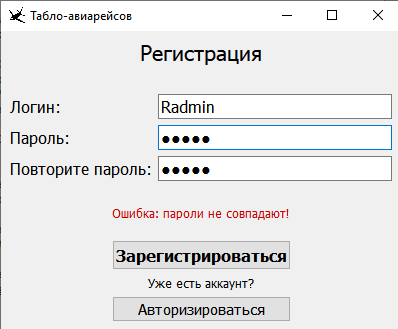 Табло-авиарейсов
Регистрация
Логин: Radmin
Пароль: ●●●●●
Повторите пароль: ●●●●●
Ошибка: пароли не совпадают!
Зарегистрироваться
Уже есть аккаунт?
Авторизироваться